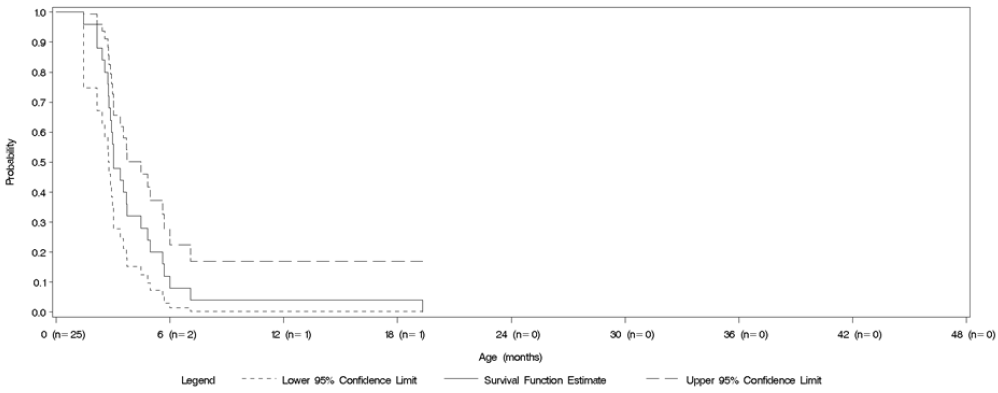 1.0
0.9
0.8
0.7
0.6
0.5
0.4
0.3
0.2
0.1
0.0
Probability
0 (n=25) 6 (n=2) 12 (n=1) 18 (n=1) 24 (n=0) 30 (n=0) 36 (n=0) 42 (n=0) 48 (n=0)
Age (months)
Legend Lower 95% Confidence Limit Survival Function Estimate Upper 95% Confidence Limit